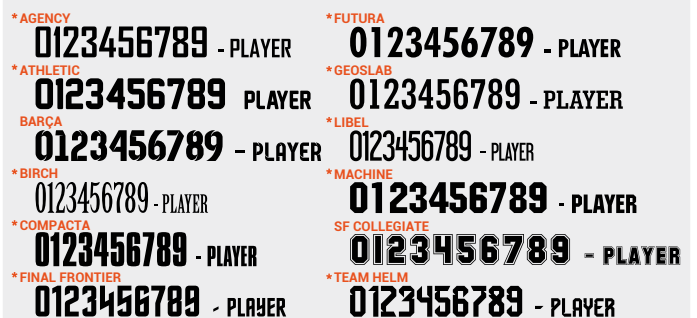 *AGENCY
0123456789 - PLAYER
*ATHLETIC
0123456789 PLAYER
BARÇA
0123456789 - PLAYER
*BIRCH
0123456789 - PLAYER
*COMPACTA
0123456789 - PLAYER
*FINAL FRONTIER
0123456789 - PLAYER
*FUTURA
0123456789 - PLAYER
*GEOSLAB
0123456789 - PLAYER
*LIBEL
0123456789 - PLAYER
*MACHINE
0123456789 - PLAYER
SF COLLEGIATE
0123456789 - PLAYER
*TEAM HELM
0123456789 - PLAYER